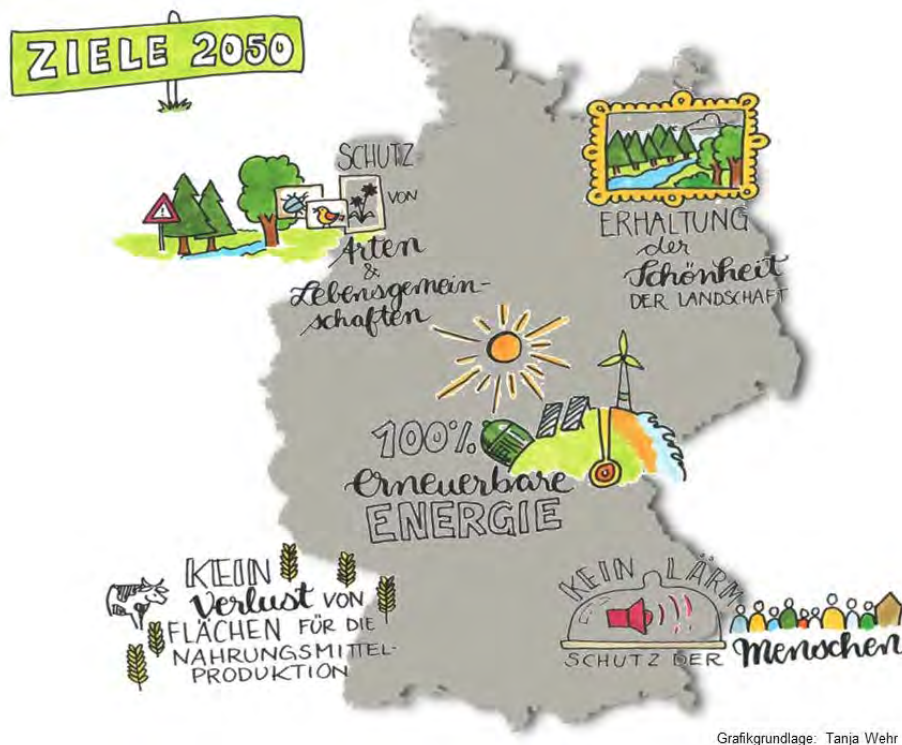 ZIELE 2050
SCHUTZ
VON
Arten
&
Lebensgemein-
schaften
ERHALTUNG
der
Schönheit
DER LANDSCHAFT
100%
erneuerbare
ENERGIE
KEIN
Verlust VON
FLÄCHEN FÜR DIE
NAHRUNGSMITTEL-
PRODUKTION
KEIN LÄRM
SCHUTZ DER Menschen
Grafikgrundlage: Tanja Wehr